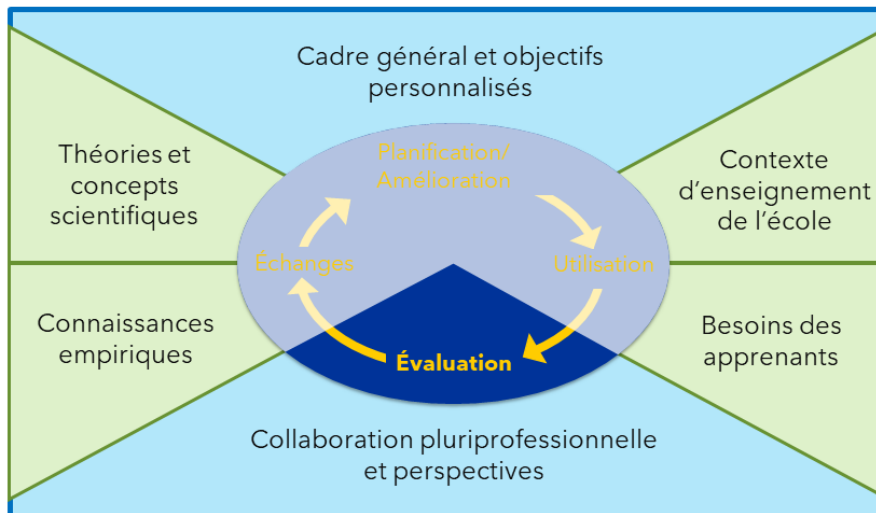 Cadre général et objectifs
personnalisés
Théories et
concepts
scientifiques
Planification/
Amélioration
Contexte
d'enseignement
de l'école
Échanges
Utilisation
Connaissances
empiriques
Évaluation
Besoins des
apprenants
Collaboration pluriprofessionnelle
et perspectives